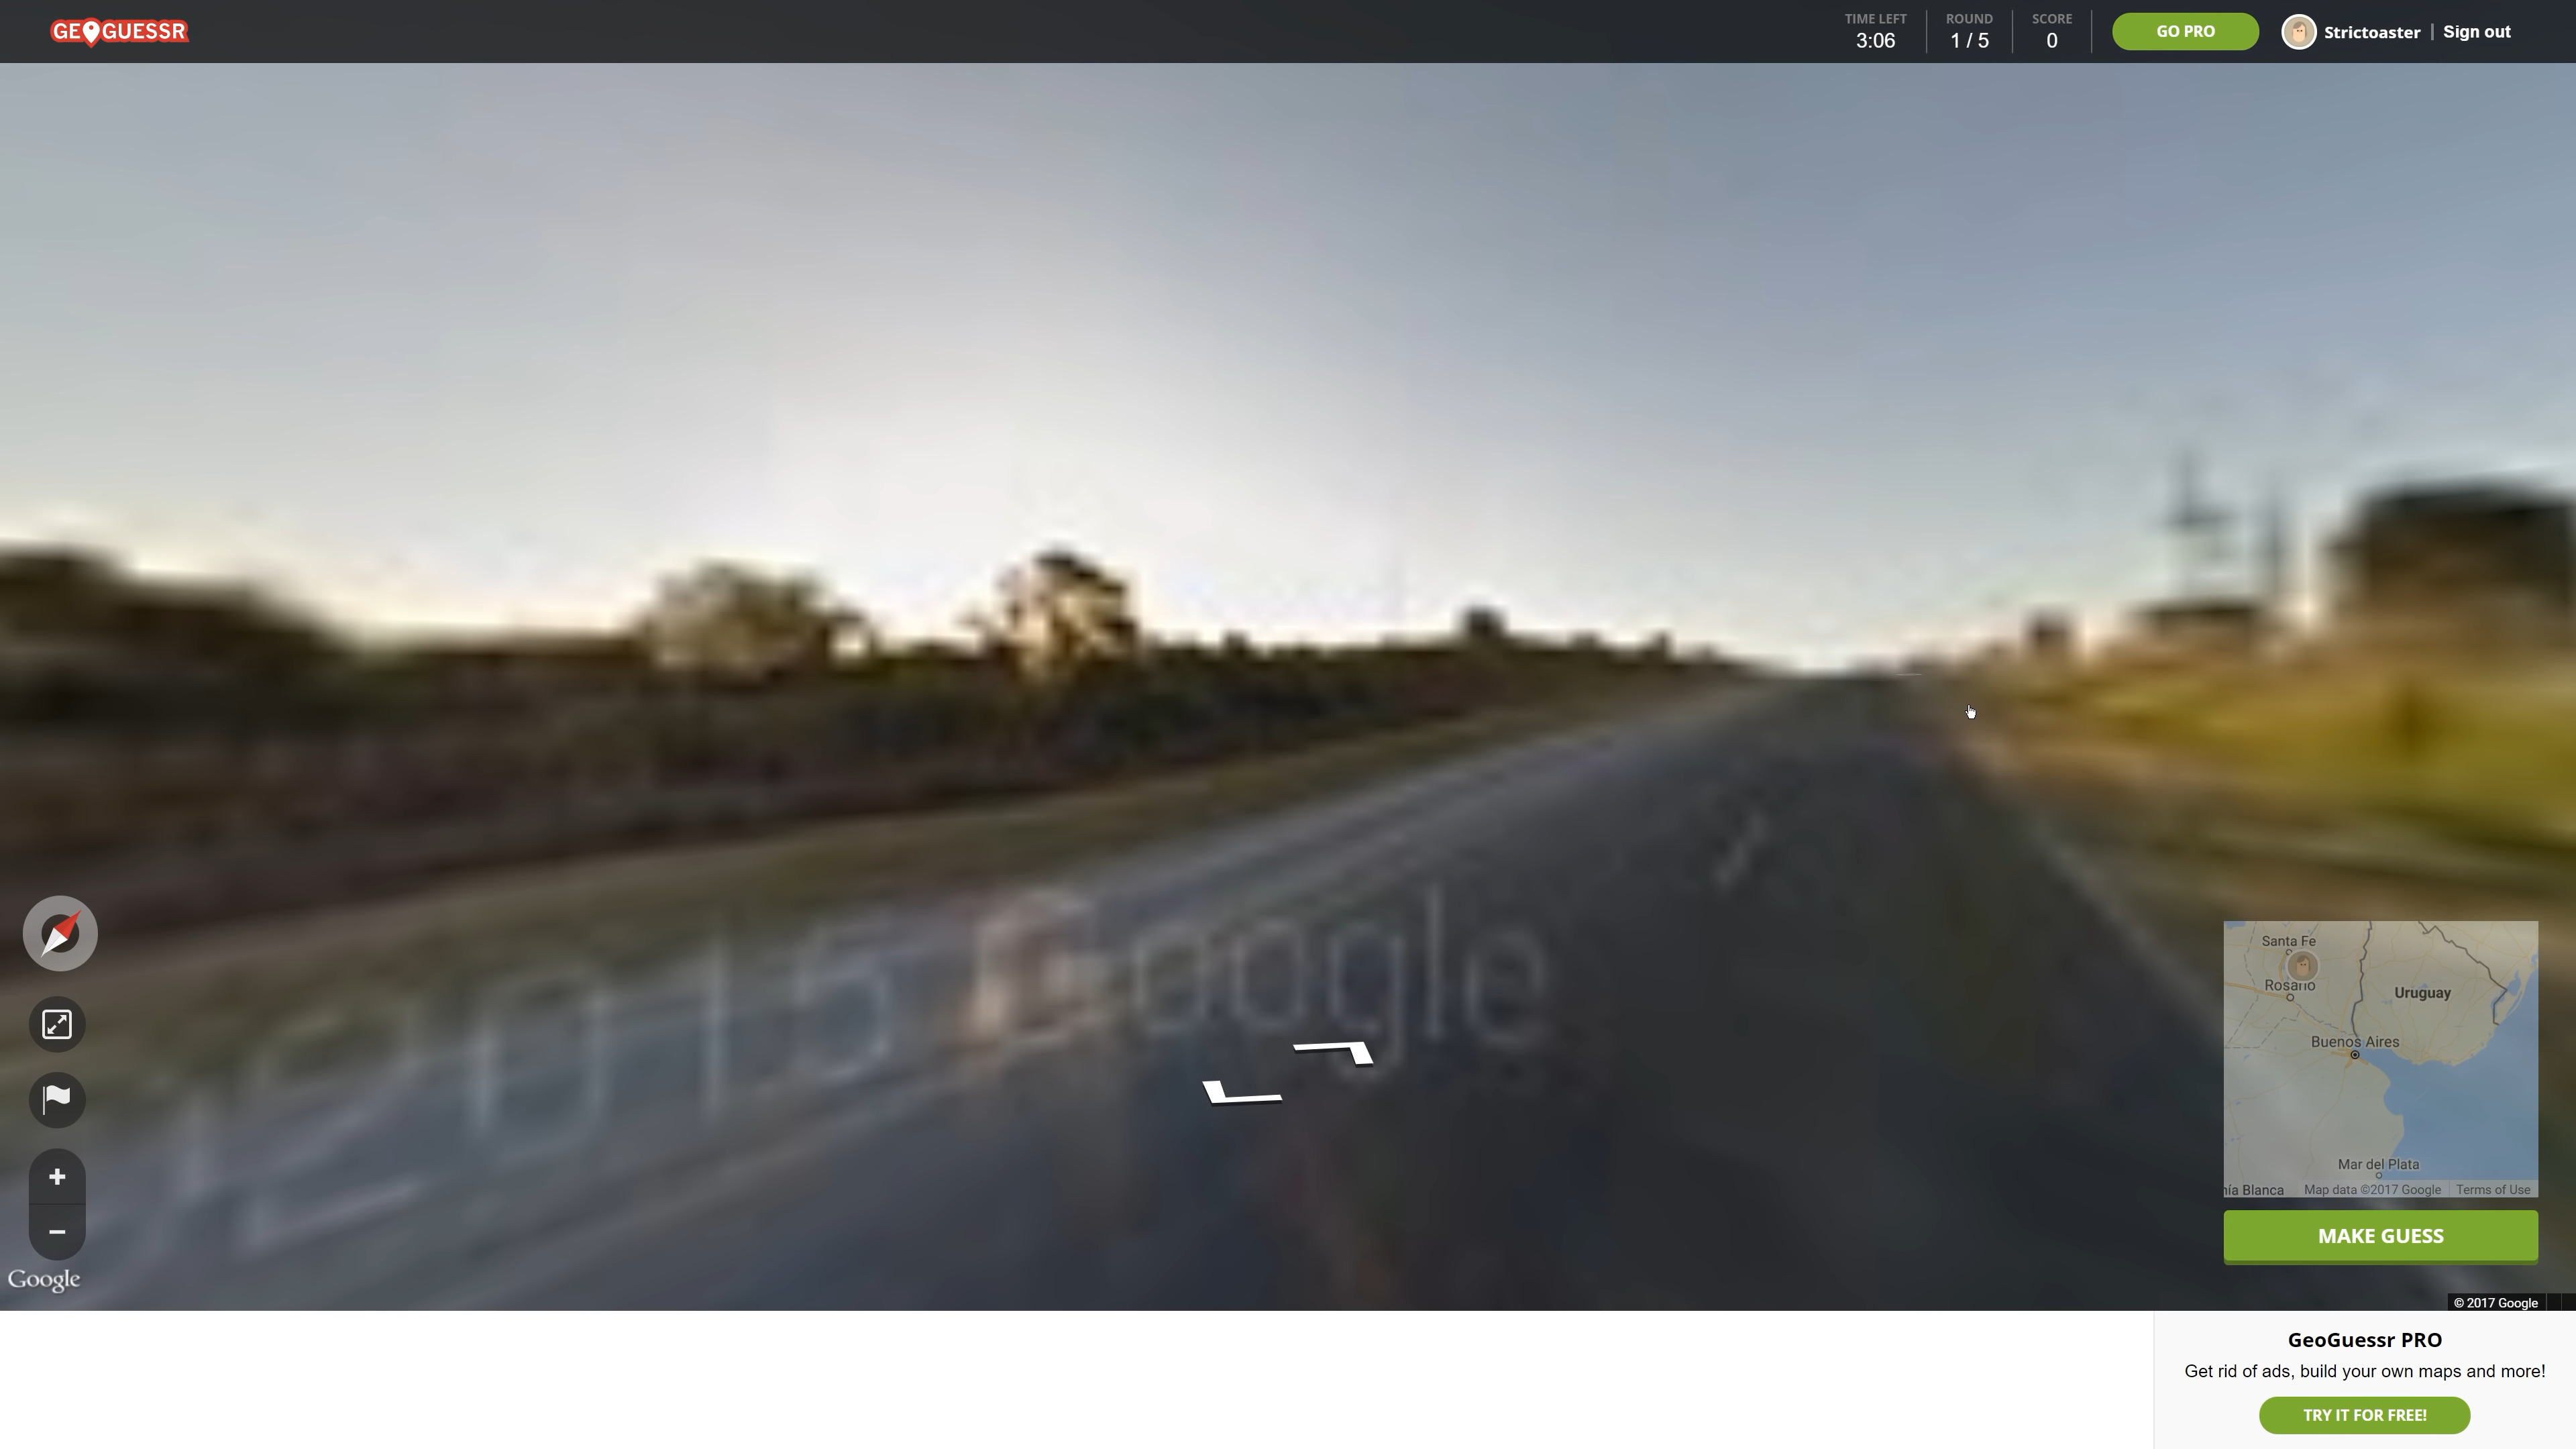 GEOGUESSR
TIME LEFT
3:06
ROUND
1 / 5
SCORE
0
GO PRO
Strictoaster | Sign out
2015 Google
Santa Fe
Rosario
Uruguay
Buenos Aires
Mar del Plata
nía Blanca
Map data ©2017 Google
Terms of Use
MAKE GUESS
Google
© 2017 Google
GeoGuessr PRO
Get rid of ads, build your own maps and more!
TRY IT FOR FREE!